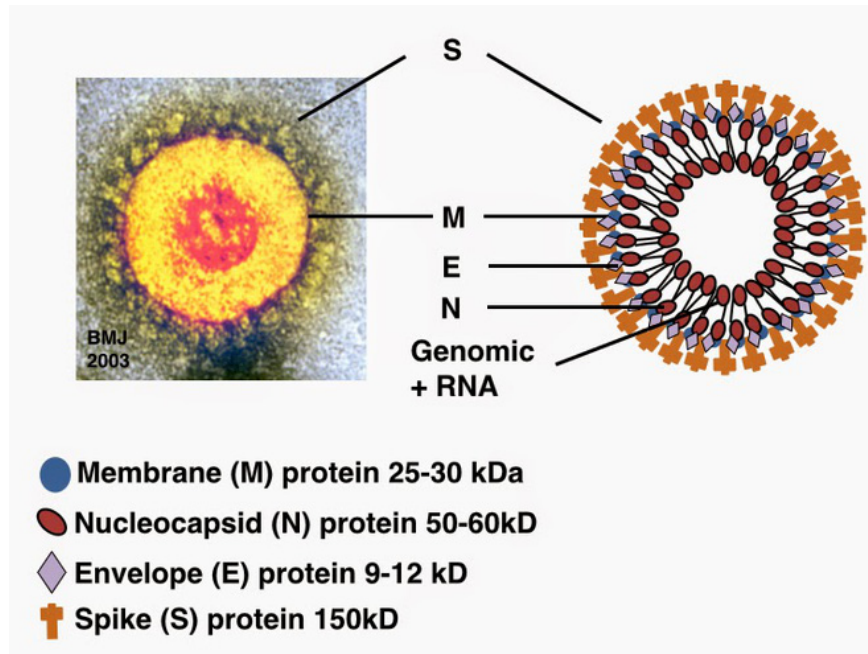 S
M
E
N
Genomic
+ RNA
BMJ
2003
Membrane (M) protein 25-30 kDa
Nucleocapsid (N) protein 50-60kD
Envelope (E) protein 9-12 kD
Spike (S) protein 150kD